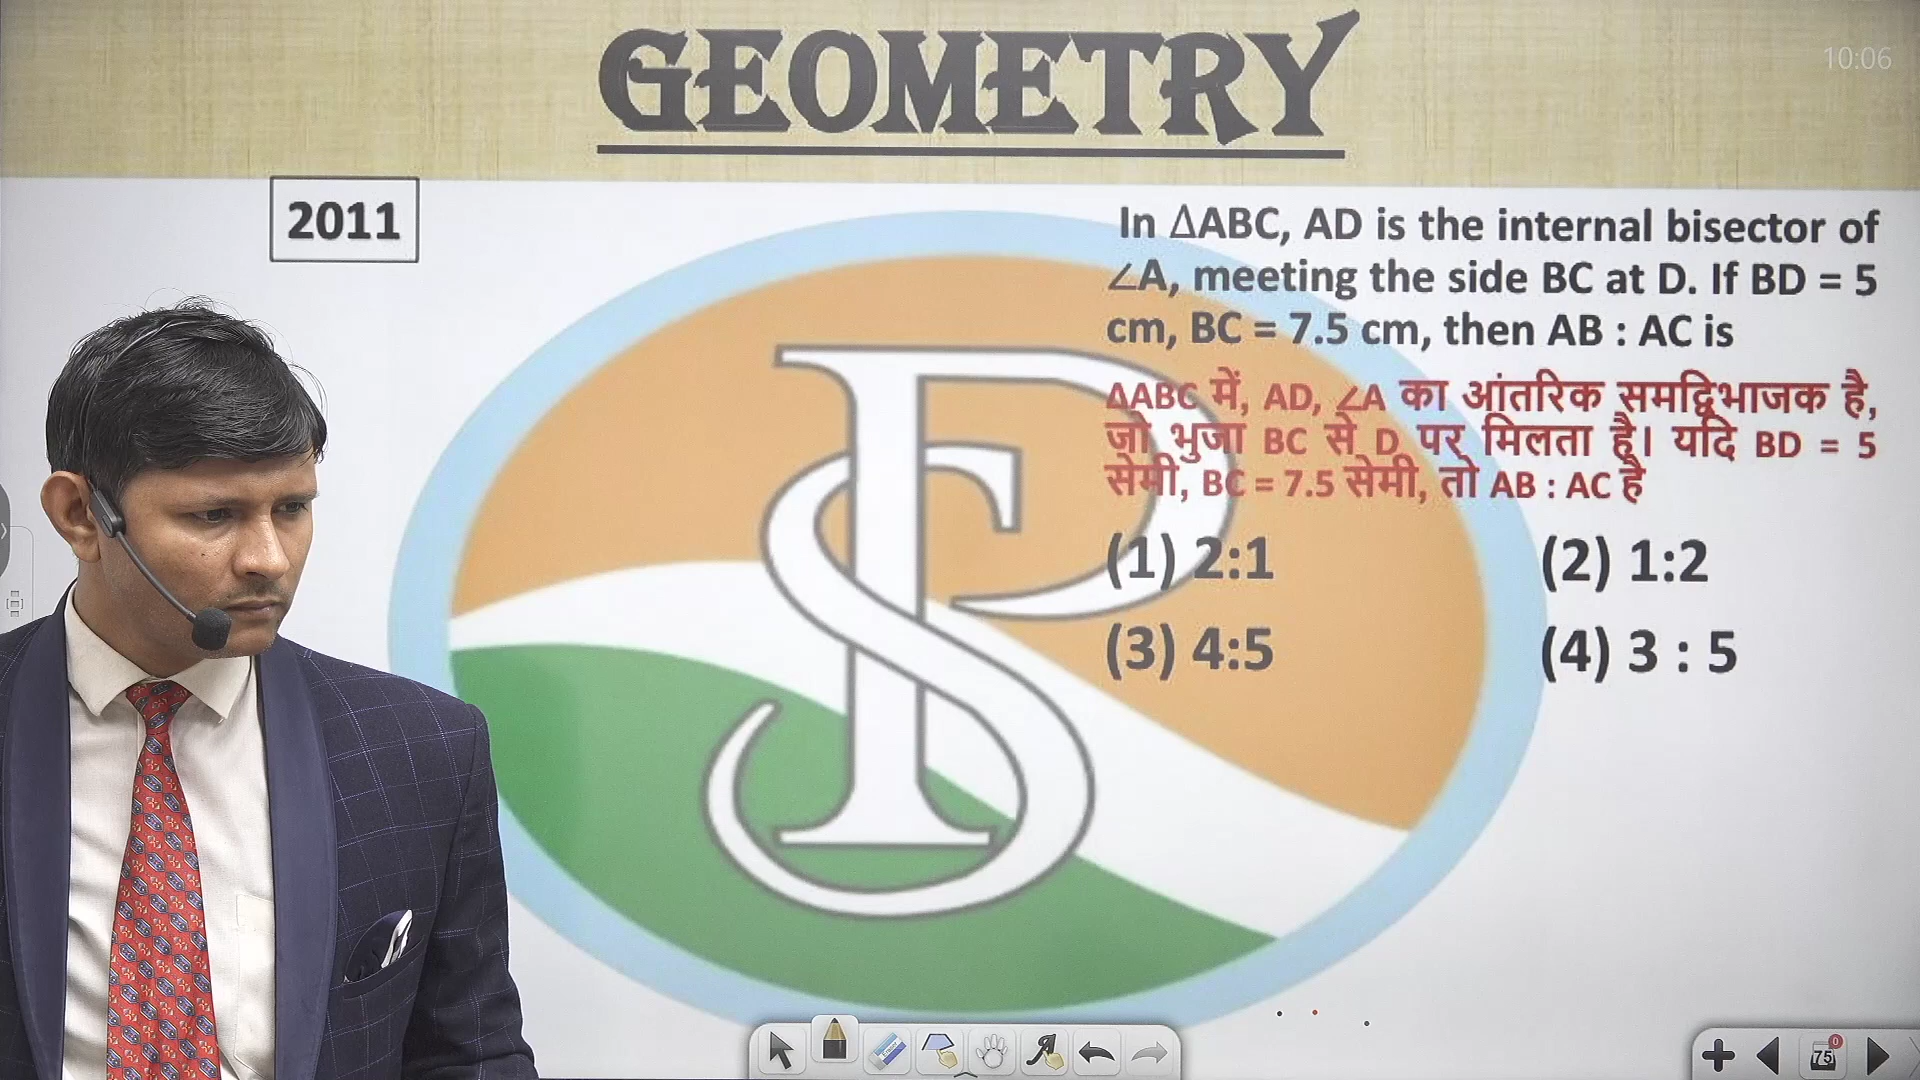 GEOMETRY
10:06
2011
In ΔABC, AD is the internal bisector of
∠A, meeting the side BC at D. If BD = 5
cm, BC = 7.5 cm, then AB : AC is
ΔABC में, AD, ∠A का आंतरिक समद्विभाजक है,
जो भुजा BC से D पर मिलता है। यदि BD = 5
सेमी, BC = 7.5 सेमी, तो AB : AC है
(1) 2:1 (2) 1:2
(3) 4:5 (4) 3 : 5
75
0